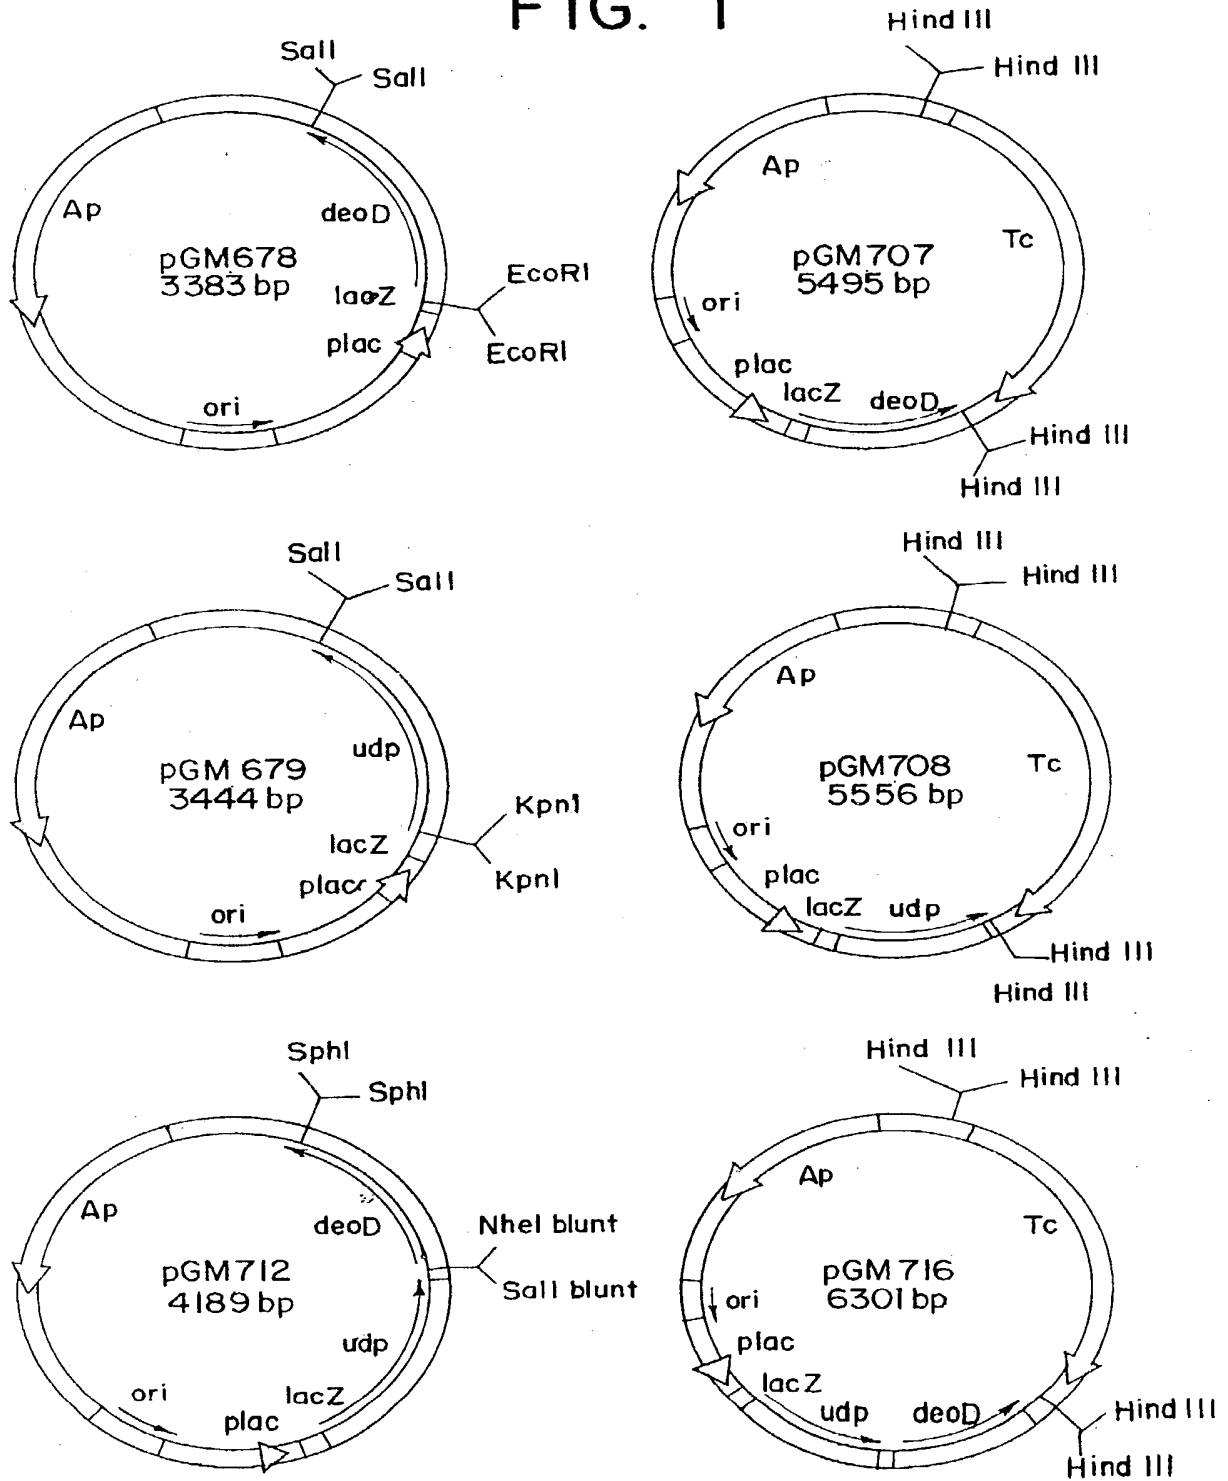 FIG. 1
SalI
SalI
Ap
deoD
pGM678
3383 bp
lacZ
EcoRI
plac
EcoRI
ori
Hind III
Hind III
Ap
Tc
pGM707
5495 bp
ori
plac
lacZ
deoD
Hind III
Hind III
SalI
SalI
Ap
udp
pGM 679
3444 bp
KpnI
lacZ
plac
KpnI
ori
Hind III
Hind III
Ap
Tc
pGM708
5556 bp
ori
plac
lacZ udp
Hind III
Hind III
SphI
SphI
Ap
deoD
NheI blunt
pGM712
4189 bp
SalI blunt
udp
ori
lacZ
plac
Hind III
Hind III
Ap
Tc
pGM716
6301 bp
ori
plac
lacZ
udp deoD
Hind III
Hind III